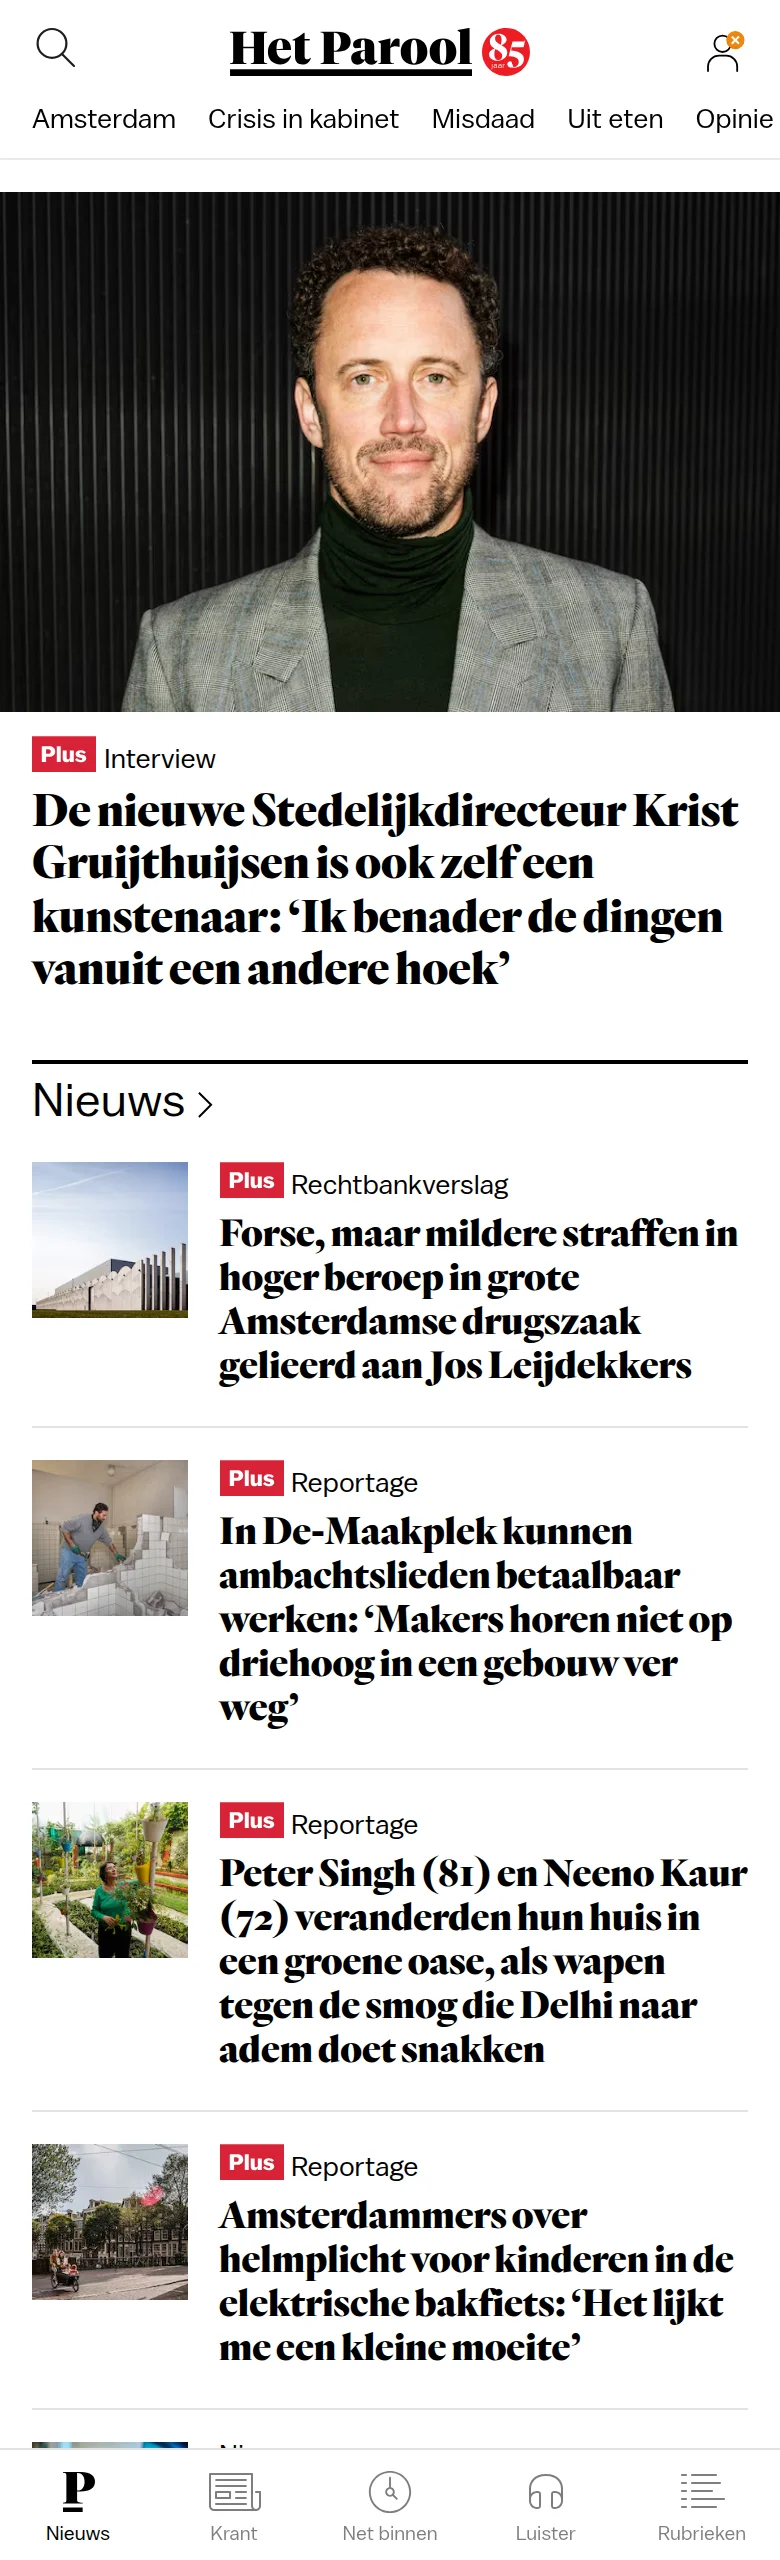 Het Parool 85 jaar
Amsterdam Crisis in kabinet Misdaad Uit eten Opinie
Plus Interview
De nieuwe Stedelijkdirecteur Krist
Gruijthuijsen is ook zelf een
kunstenaar: ‘Ik benader de dingen
vanuit een andere hoek’
Nieuws
Plus Rechtbankverslag
Forse, maar mildere straffen in
hoger beroep in grote
Amsterdamse drugszaak
gelieerd aan Jos Leijdekkers
Plus Reportage
In De-Maakplek kunnen
ambachtslieden betaalbaar
werken: ‘Makers horen niet op
driehoog in een gebouw ver
weg’
Plus Reportage
Peter Singh (81) en Neeno Kaur
(72) veranderden hun huis in
een groene oase, als wapen
tegen de smog die Delhi naar
adem doet snakken
Plus Reportage
Amsterdammers over
helmplicht voor kinderen in de
elektrische bakfiets: ‘Het lijkt
me een kleine moeite’
P
Nieuws Krant Net binnen Luister Rubrieken